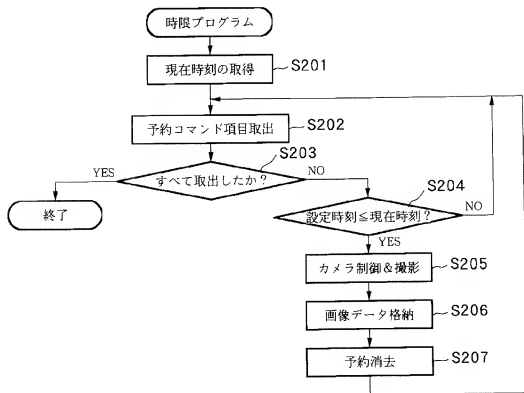 時限プログラム
現在時刻の取得
S201
予約コマンド項目取出
S202
S203
YES
すべて取出したか？
NO
S204
終了
設定時刻≦現在時刻？
NO
YES
カメラ制御&撮影
S205
画像データ格納
S206
予約消去
S207